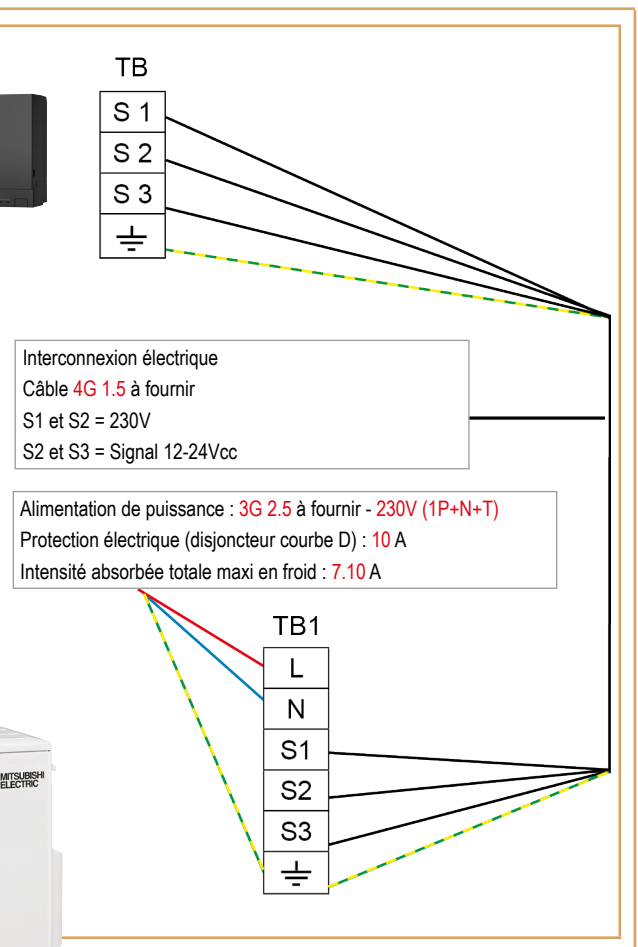 TB
S 1
S 2
S 3
Interconnexion électrique
Câble 4G 1.5 à fournir
S1 et S2 = 230V
S2 et S3 = Signal 12-24Vcc
Alimentation de puissance : 3G 2.5 à fournir - 230V (1P+N+T)
Protection électrique (disjoncteur courbe D) : 10 A
Intensité absorbée totale maxi en froid : 7.10 A
TB1
L
N
S1
S2
S3
MITSUBISHI
ELECTRIC